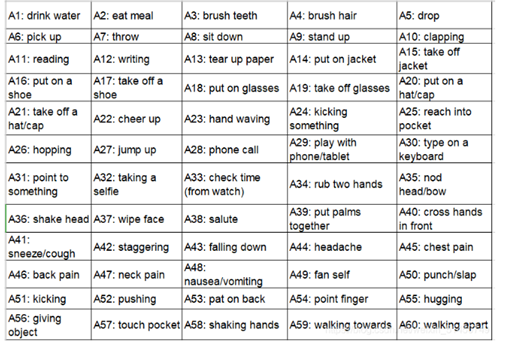 A1: drink water A2: eat meal A3: brush teeth A4: brush hair A5: drop
A6: pick up A7: throw A8: sit down A9: stand up A10: clapping
A11: reading A12: writing A13: tear up paper A14: put on jacket A15: take off jacket
A16: put on a shoe A17: take off a shoe A18: put on glasses A19: take off glasses A20: put on a hat/cap
A21: take off a hat/cap A22: cheer up A23: hand waving A24: kicking something A25: reach into pocket
A26: hopping A27: jump up A28: phone call A29: play with phone/tablet A30: type on a keyboard
A31: point to something A32: taking a selfie A33: check time (from watch) A34: rub two hands A35: nod head/bow
A36: shake head A37: wipe face A38: salute A39: put palms together A40: cross hands in front
A41: sneeze/cough A42: staggering A43: falling down A44: headache A45: chest pain
A46: back pain A47: neck pain A48: nausea/vomiting A49: fan self A50: punch/slap
A51: kicking A52: pushing A53: pat on back A54: point finger A55: hugging
A56: giving object A57: touch pocket A58: shaking hands A59: walking towards A60: walking apart